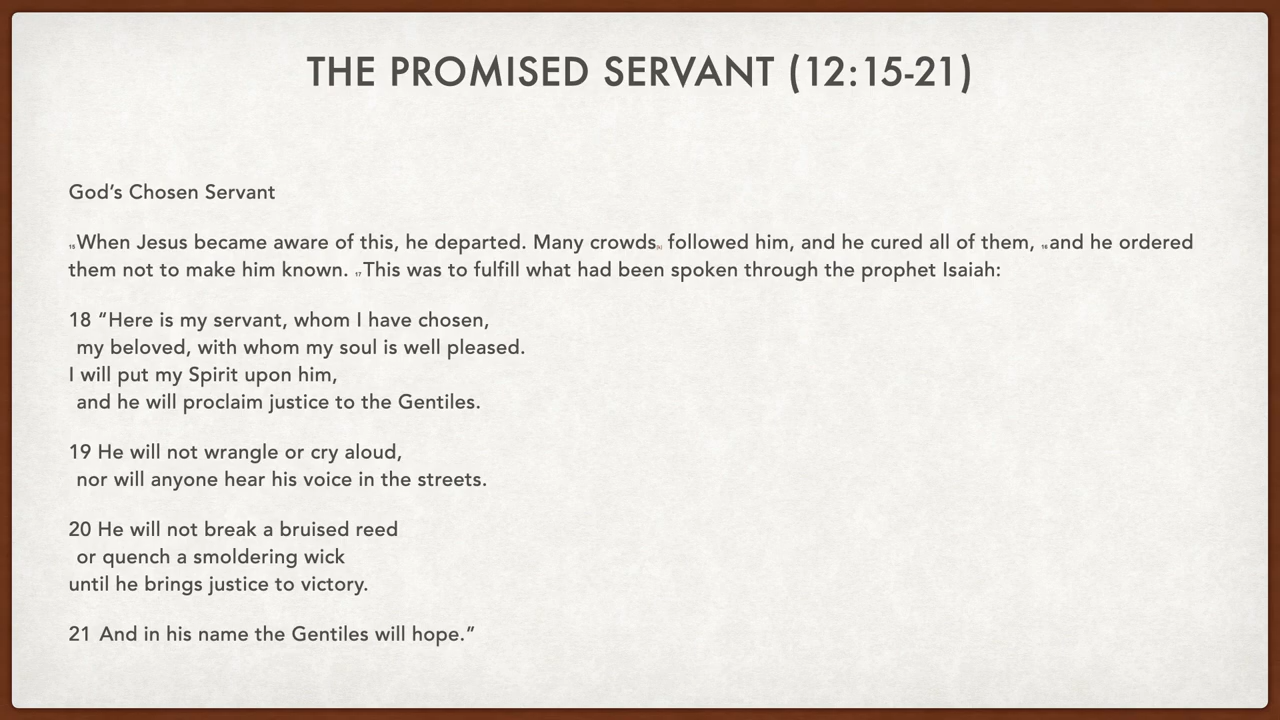 THE PROMISED SERVANT (12:15-21)
God’s Chosen Servant
15When Jesus became aware of this, he departed. Many crowds[a] followed him, and he cured all of them, 16and he ordered
them not to make him known. 17This was to fulfill what had been spoken through the prophet Isaiah:
18 “Here is my servant, whom I have chosen,
my beloved, with whom my soul is well pleased.
I will put my Spirit upon him,
and he will proclaim justice to the Gentiles.
19 He will not wrangle or cry aloud,
nor will anyone hear his voice in the streets.
20 He will not break a bruised reed
or quench a smoldering wick
until he brings justice to victory.
21 And in his name the Gentiles will hope.”